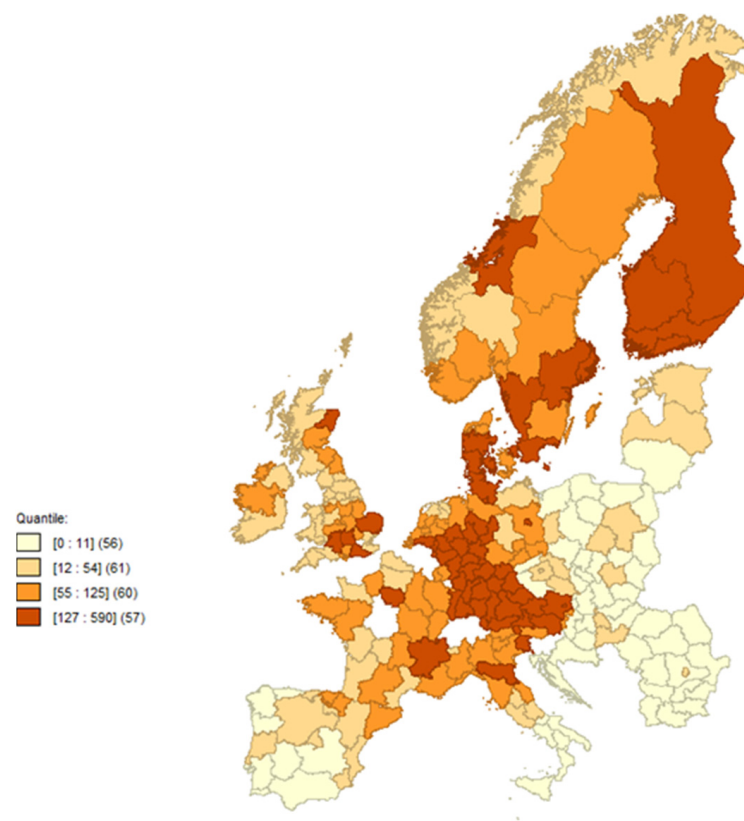 Quantile:
[0 : 11] (56)
[12 : 54] (61)
[55 : 125] (60)
[127 : 590] (57)